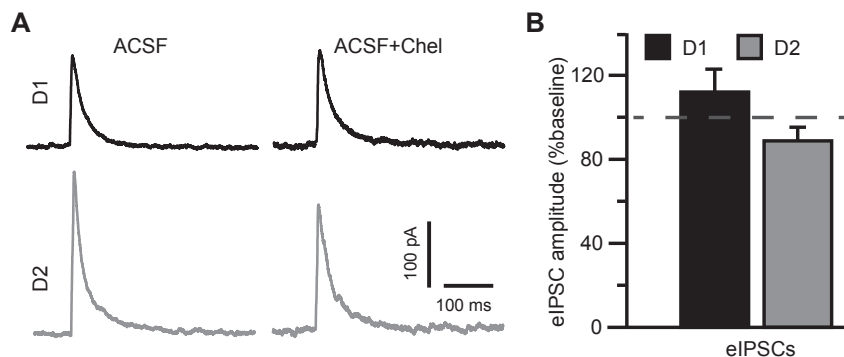 A
ACSF
ACSF+Chel
D1
D2
100 pA
100 ms
B
D1
D2
eIPSC amplitude (%baseline)
120
80
40
0
eIPSCs